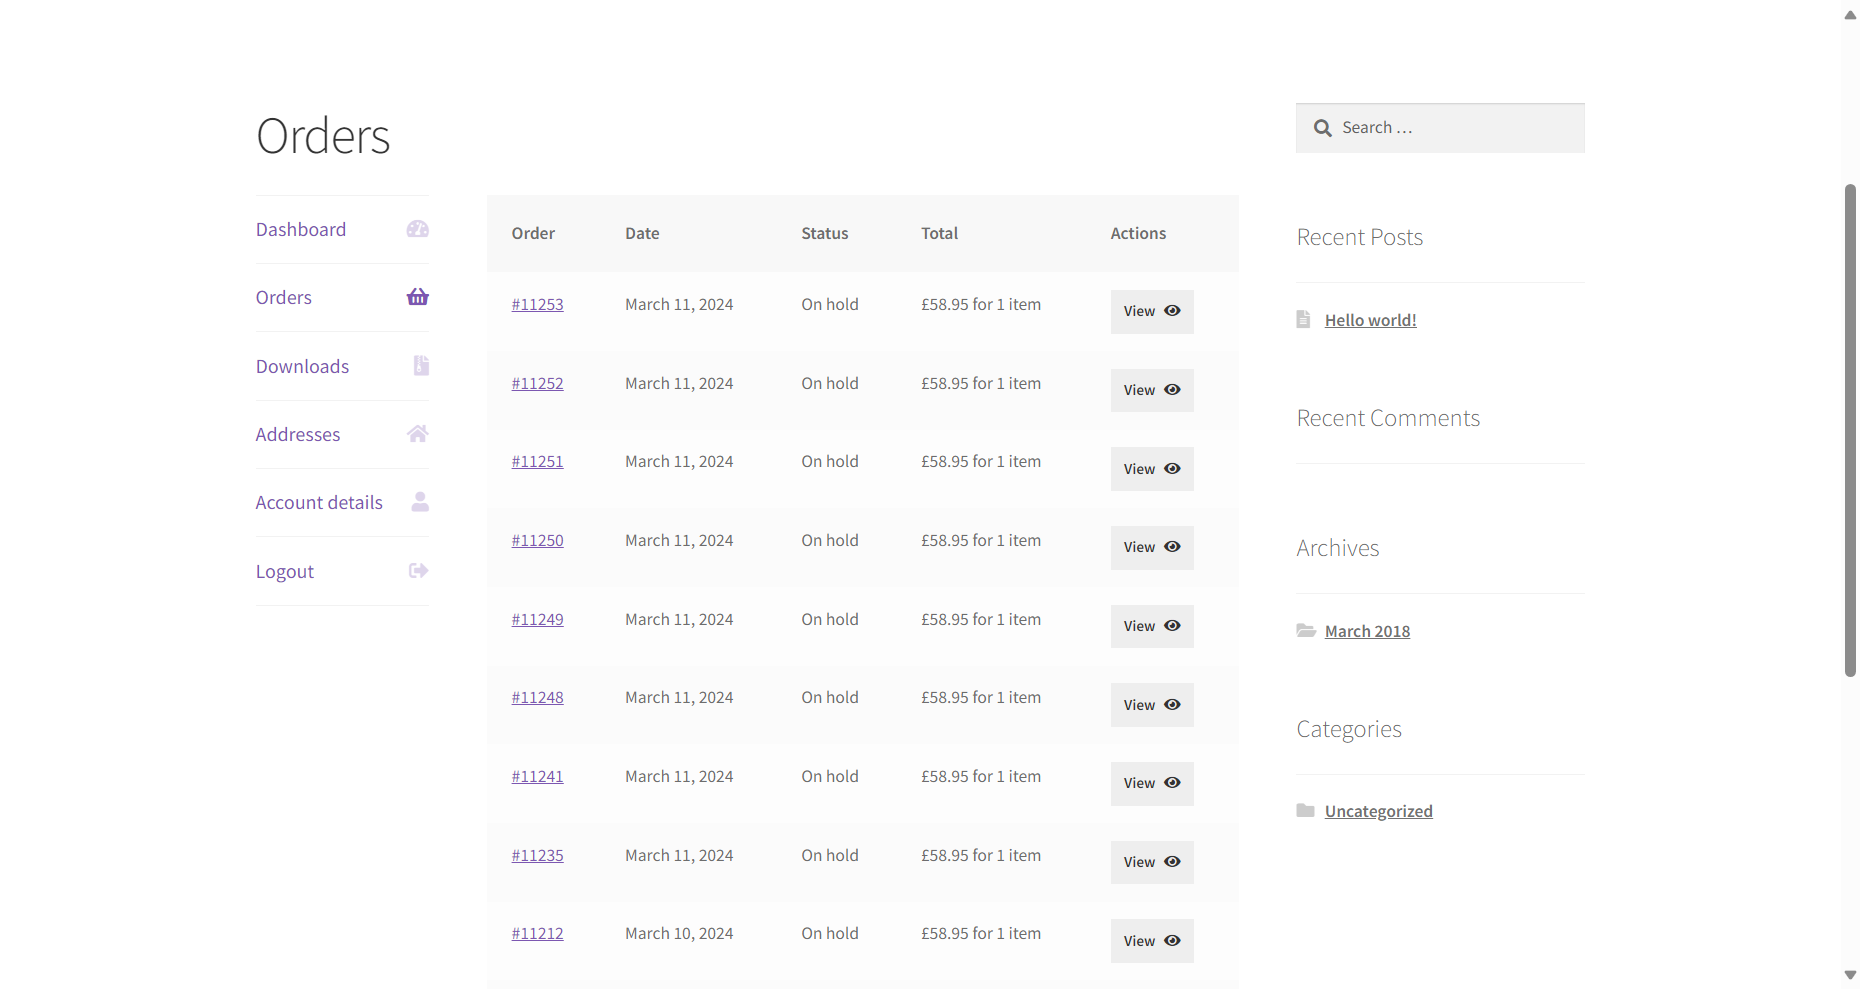 Orders
Search …
Dashboard
Orders
Downloads
Addresses
Account details
Logout
Order Date Status Total Actions
#11253 March 11, 2024 On hold £58.95 for 1 item View
#11252 March 11, 2024 On hold £58.95 for 1 item View
#11251 March 11, 2024 On hold £58.95 for 1 item View
#11250 March 11, 2024 On hold £58.95 for 1 item View
#11249 March 11, 2024 On hold £58.95 for 1 item View
#11248 March 11, 2024 On hold £58.95 for 1 item View
#11241 March 11, 2024 On hold £58.95 for 1 item View
#11235 March 11, 2024 On hold £58.95 for 1 item View
#11212 March 10, 2024 On hold £58.95 for 1 item View
Recent Posts
Hello world!
Recent Comments
Archives
March 2018
Categories
Uncategorized